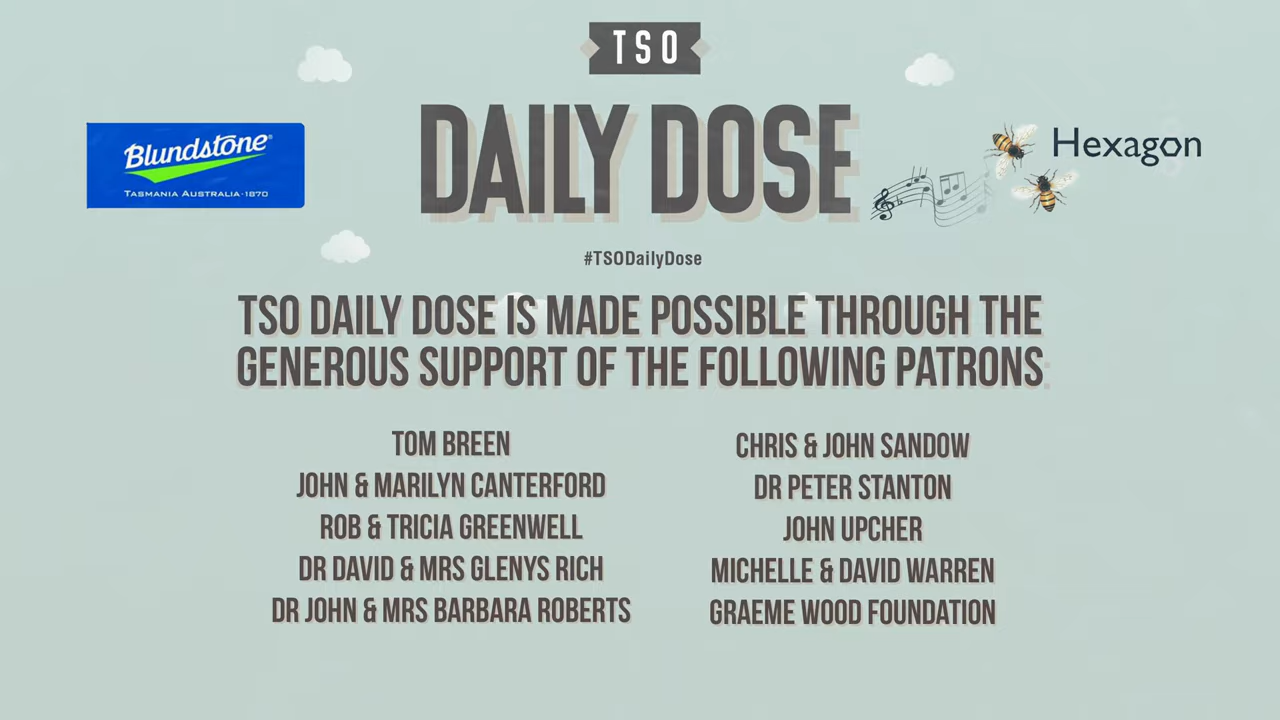 TSO
DAILY DOSE
Blundstone®
TASMANIA AUSTRALIA·1870
Hexagon
#TSODailyDose
TSO DAILY DOSE IS MADE POSSIBLE THROUGH THE
GENEROUS SUPPORT OF THE FOLLOWING PATRONS:
TOM BREEN
JOHN & MARILYN CANTERFORD
ROB & TRICIA GREENWELL
DR DAVID & MRS GLENYS RICH
DR JOHN & MRS BARBARA ROBERTS
CHRIS & JOHN SANDOW
DR PETER STANTON
JOHN UPCHER
MICHELLE & DAVID WARREN
GRAEME WOOD FOUNDATION